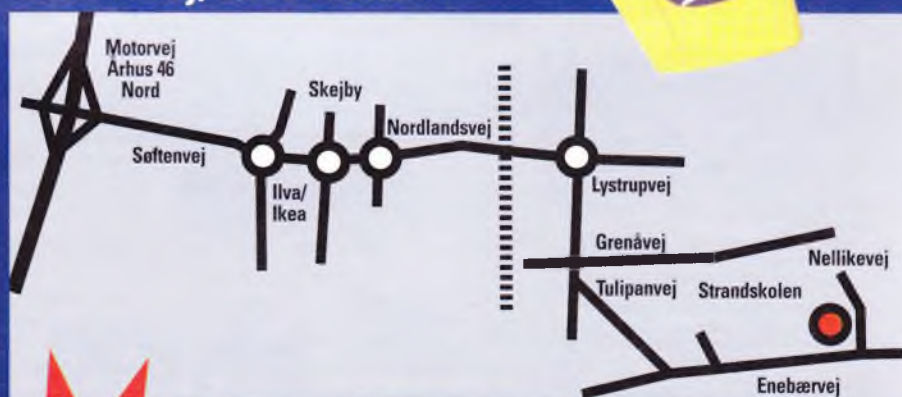 Motorvej
Århus 46
Nord
Skejby
Nordlandsvej
Søftenvej
Ilva/
Ikea
Lystrupvej
Grenåvej
Nellikevej
Tulipanvej
Strandskolen
Enebærvej